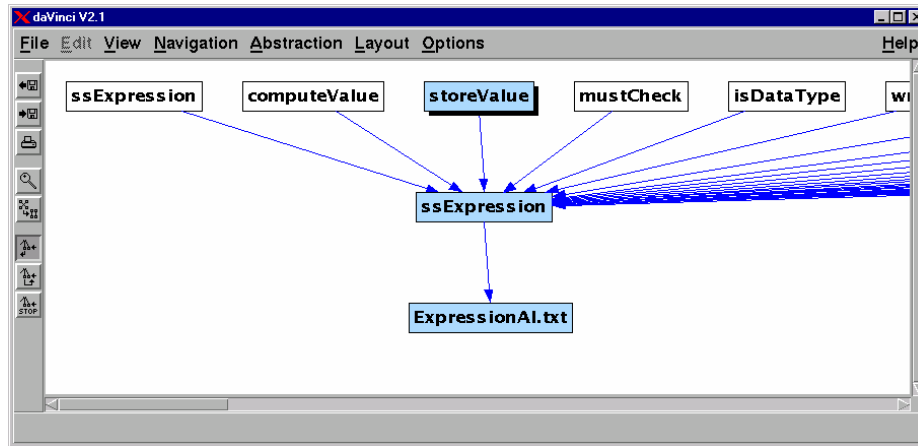 daVinci V2.1
File Edit View Navigation Abstraction Layout Options Help
ssExpression computeValue storeValue mustCheck isDataType
ssExpression
ExpressionAI.txt
STOP